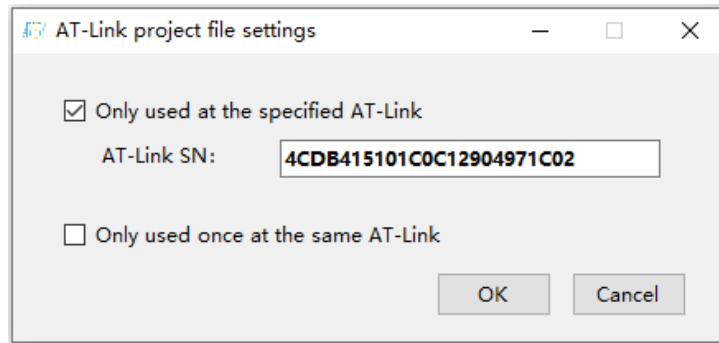 AT-Link project file settings
Only used at the specified AT-Link
AT-Link SN: 4CDB415101C0C12904971C02
Only used once at the same AT-Link
OK Cancel